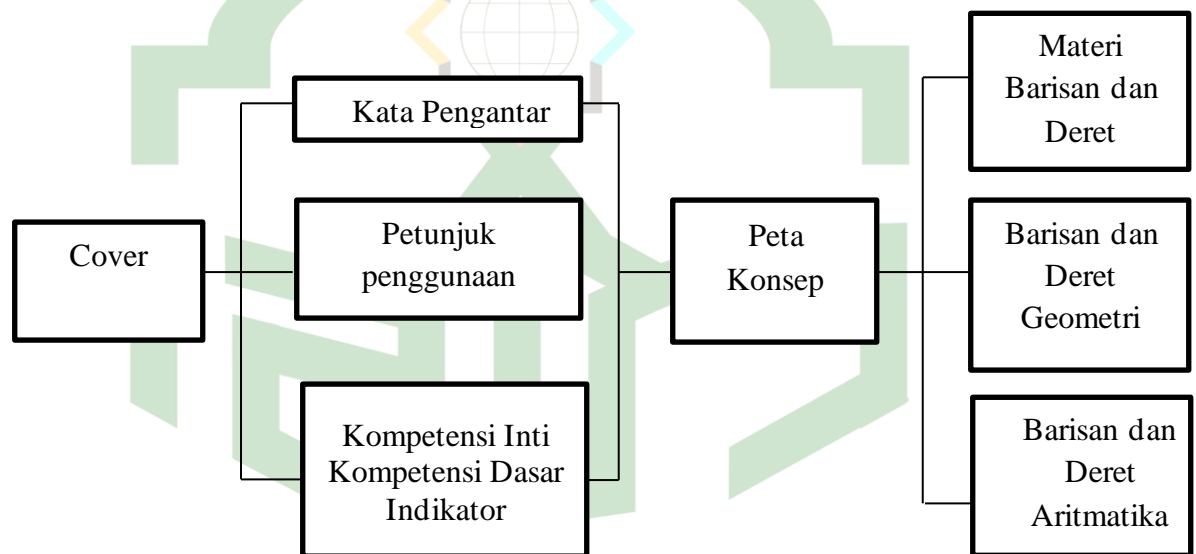 Cover
Kata Pengantar
Petunjuk
penggunaan
Kompetensi Inti
Kompetensi Dasar
Indikator
Peta
Konsep
Materi
Barisan dan
Deret
Barisan dan
Deret
Geometri
Barisan dan
Deret
Aritmatika